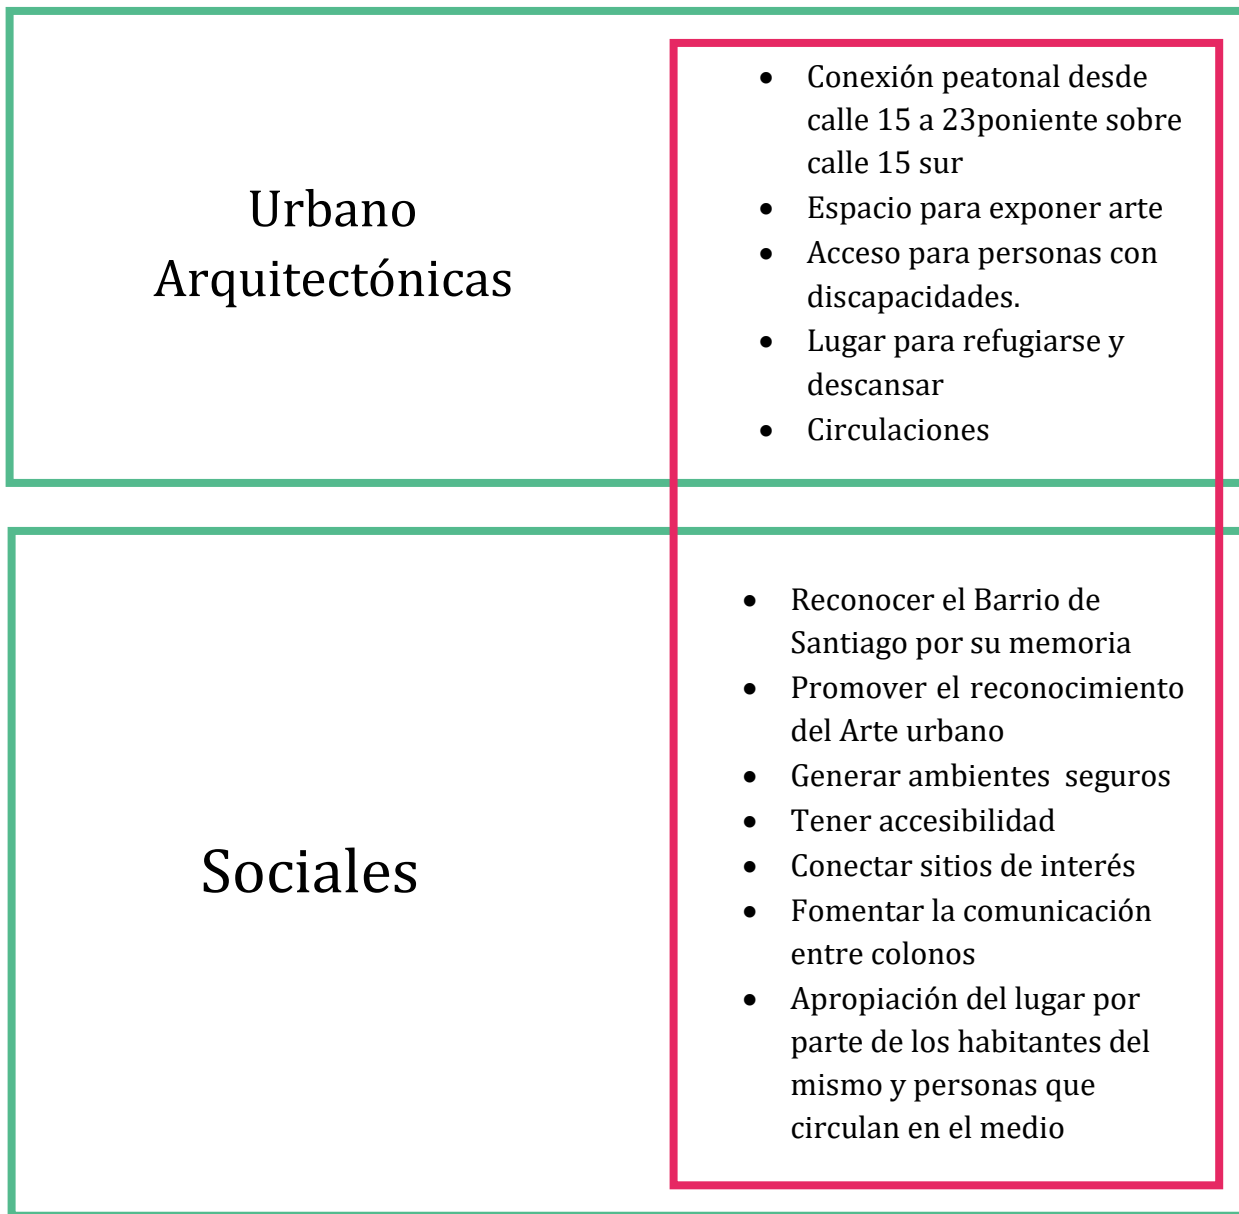 Urbano
Arquitectónicas
• Conexión peatonal desde
calle 15 a 23poniente sobre
calle 15 sur
• Espacio para exponer arte
• Acceso para personas con
discapacidades.
• Lugar para refugiarse y
descansar
• Circulaciones
Sociales
• Reconocer el Barrio de
Santiago por su memoria
• Promover el reconocimiento
del Arte urbano
• Generar ambientes  seguros
• Tener accesibilidad
• Conectar sitios de interés
• Fomentar la comunicación
entre colonos
• Apropiación del lugar por
parte de los habitantes del
mismo y personas que
circulan en el medio